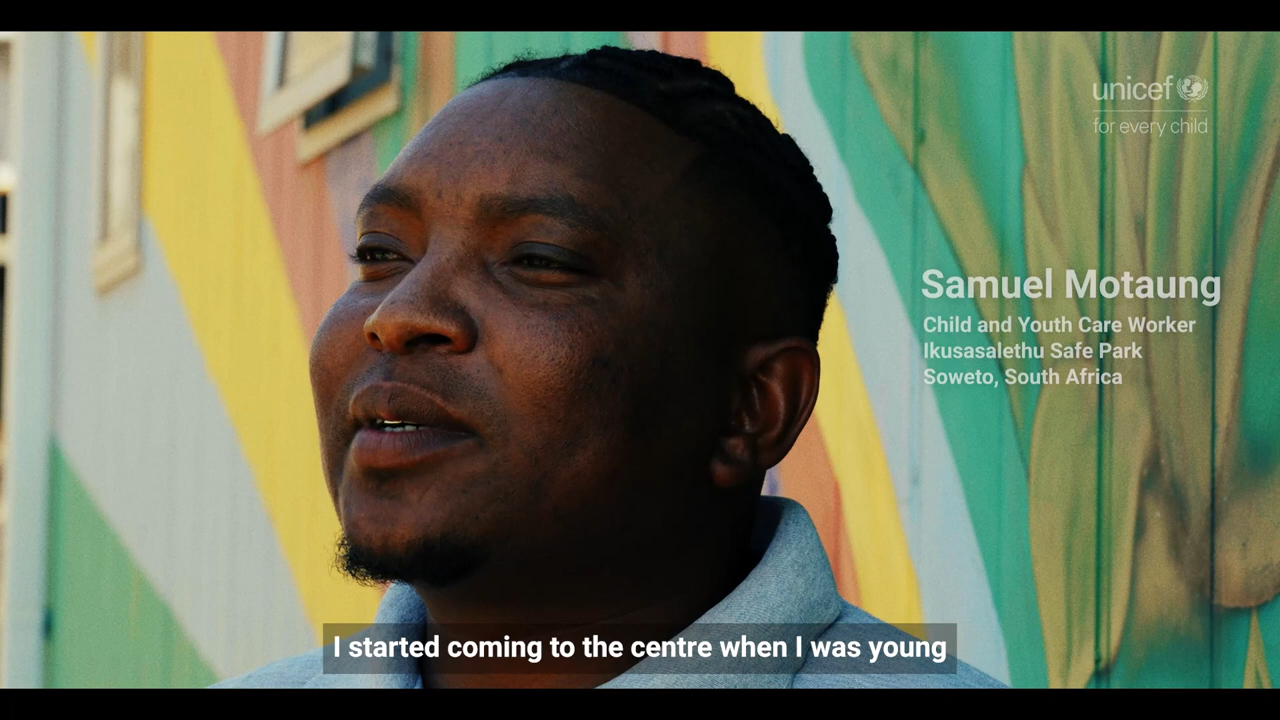 unicef
for every child
Samuel Motaung
Child and Youth Care Worker
Ikusasalethu Safe Park
Soweto, South Africa
I started coming to the centre when I was young